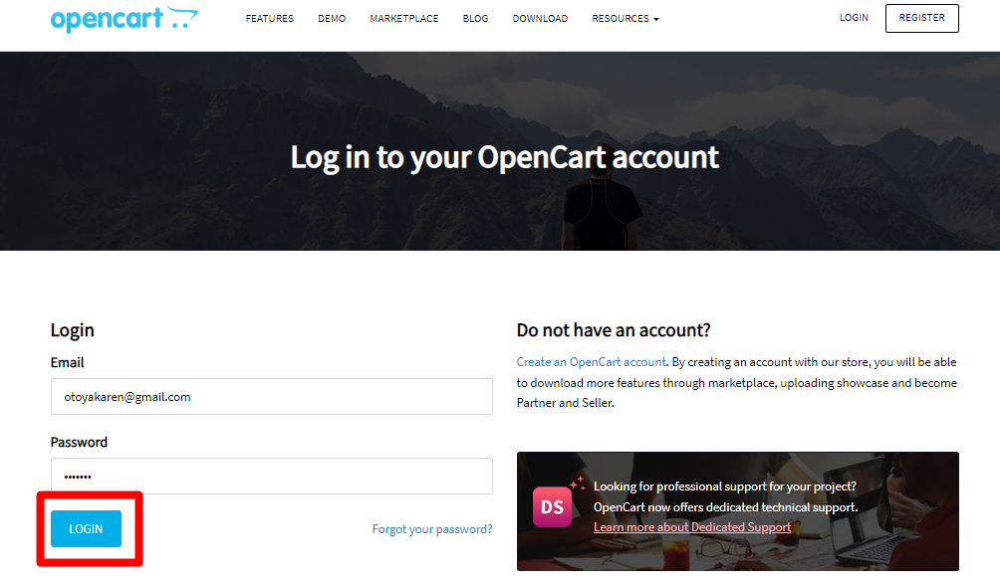 opencart
FEATURES DEMO MARKETPLACE BLOG DOWNLOAD RESOURCES LOGIN REGISTER
Log in to your OpenCart account
Login
Email
otoyakaren@gmail.com
Password
•••••••
LOGIN
Forgot your password?
Do not have an account?
Create an OpenCart account. By creating an account with our store, you will be able
to download more features through marketplace, uploading showcase and become
Partner and Seller.
DS
Looking for professional support for your project?
OpenCart now offers dedicated technical support.
Learn more about Dedicated Support